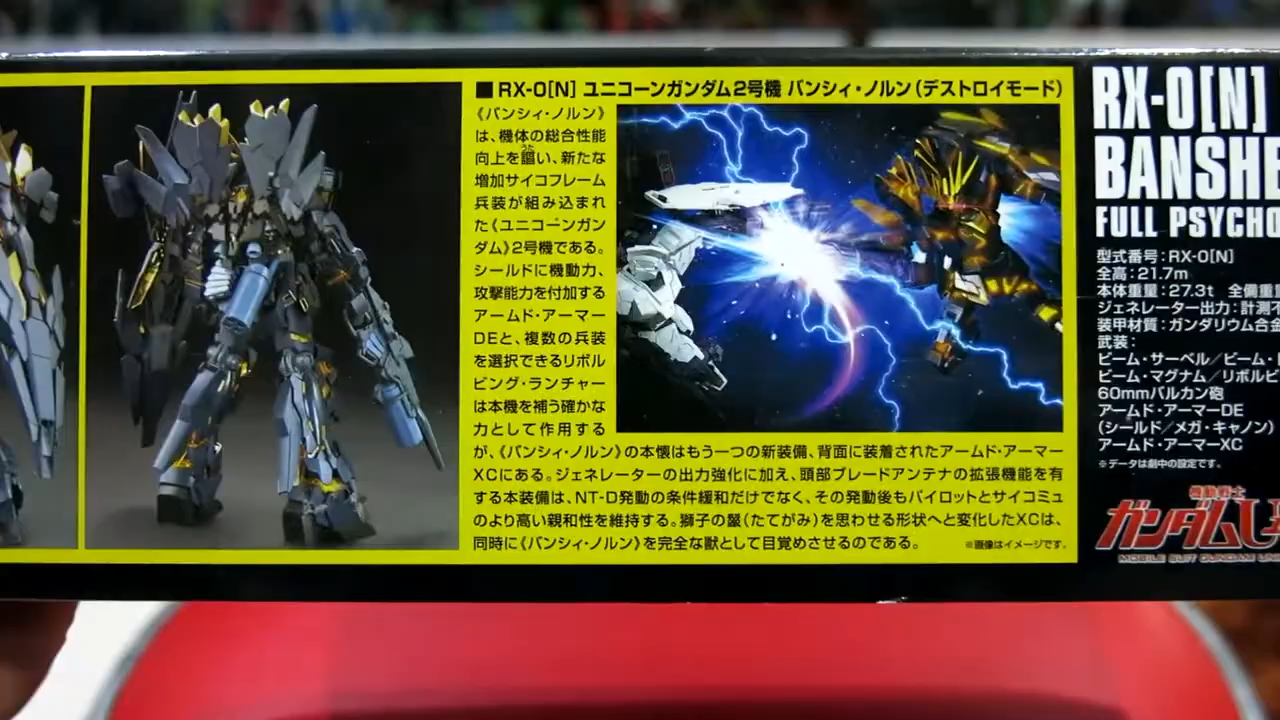 ■RX-0[N] ユニコーンガンダム2号機 バンシィ・ノルン(デストロイモード)
《バンシィ・ノルン》
は、機体の総合性能
向上を謳い、新たな
うた
増加サイコフレーム
兵装が組み込まれ
た《ユニコーンガン
ダム》2号機である。
シールドに機動力、
攻撃能力を付加する
アームド・アーマー
DEと、複数の兵装
を選択できるリボル
ビング・ランチャー
は本機を補う確かな
力として作用する
が、《バンシィ・ノルン》の本懐はもう一つの新装備、背面に装着されたアームド・アーマー
XCにある。ジェネレーターの出力強化に加え、頭部ブレードアンテナの拡張機能を有
する本装備は、NT-D発動の条件緩和だけでなく、その発動後もパイロットとサイコミュ
のより高い親和性を維持する。獅子の鬣(たてがみ)を思わせる形状へと変化したXCは、
同時に《バンシィ・ノルン》を完全な獣として目覚めさせるのである。
※画像はイメージです。
RX-0[N]
BANSHE
FULL PSYCHO
型式番号:RX-0[N]
全高:21.7m
本体重量:27.3t 全備重量
ジェネレーター出力:計測不
装甲材質:ガンダリウム合金
武装:
ビーム・サーベル/ビーム・
ビーム・マグナム/リボルビ
60mmバルカン砲
アームド・アーマーDE
(シールド/メガ・キャノン)
アームド・アーマーXC
※データは劇中の設定です。
機動戦士
ガンダムU
MOBILE SUIT GUNDAM UNI